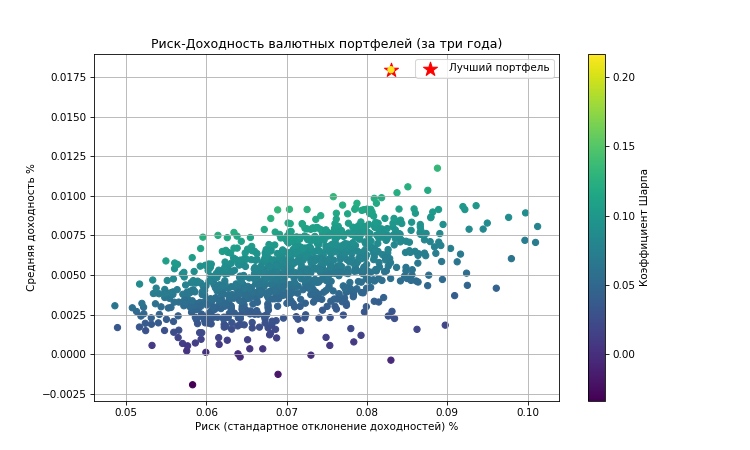 Риск-Доходность валютных портфелей (за три года)
Лучший портфель
Средняя доходность %
0.0175
0.0150
0.0125
0.0100
0.0075
0.0050
0.0025
0.0000
−0.0025
0.05 0.06 0.07 0.08 0.09 0.10
Риск (стандартное отклонение доходностей) %
0.20
0.15
0.10
0.05
0.00
Коэффициент Шарпа